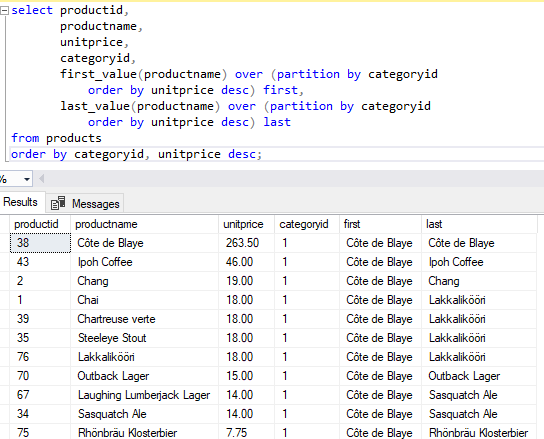 select productid,
productname,
unitprice,
categoryid,
first_value(productname) over (partition by categoryid
order by unitprice desc) first,
last_value(productname) over (partition by categoryid
order by unitprice desc) last
from products
order by categoryid, unitprice desc;
%
Results Messages
productid productname unitprice categoryid first last
38 Côte de Blaye 263.50 1 Côte de Blaye Côte de Blaye
43 Ipoh Coffee 46.00 1 Côte de Blaye Ipoh Coffee
2 Chang 19.00 1 Côte de Blaye Chang
1 Chai 18.00 1 Côte de Blaye Lakkalikööri
39 Chartreuse verte 18.00 1 Côte de Blaye Lakkalikööri
35 Steeleye Stout 18.00 1 Côte de Blaye Lakkalikööri
76 Lakkalikööri 18.00 1 Côte de Blaye Lakkalikööri
70 Outback Lager 15.00 1 Côte de Blaye Outback Lager
67 Laughing Lumberjack Lager 14.00 1 Côte de Blaye Sasquatch Ale
34 Sasquatch Ale 14.00 1 Côte de Blaye Sasquatch Ale
75 Rhönbräu Klosterbier 7.75 1 Côte de Blaye Rhönbräu Klosterbier